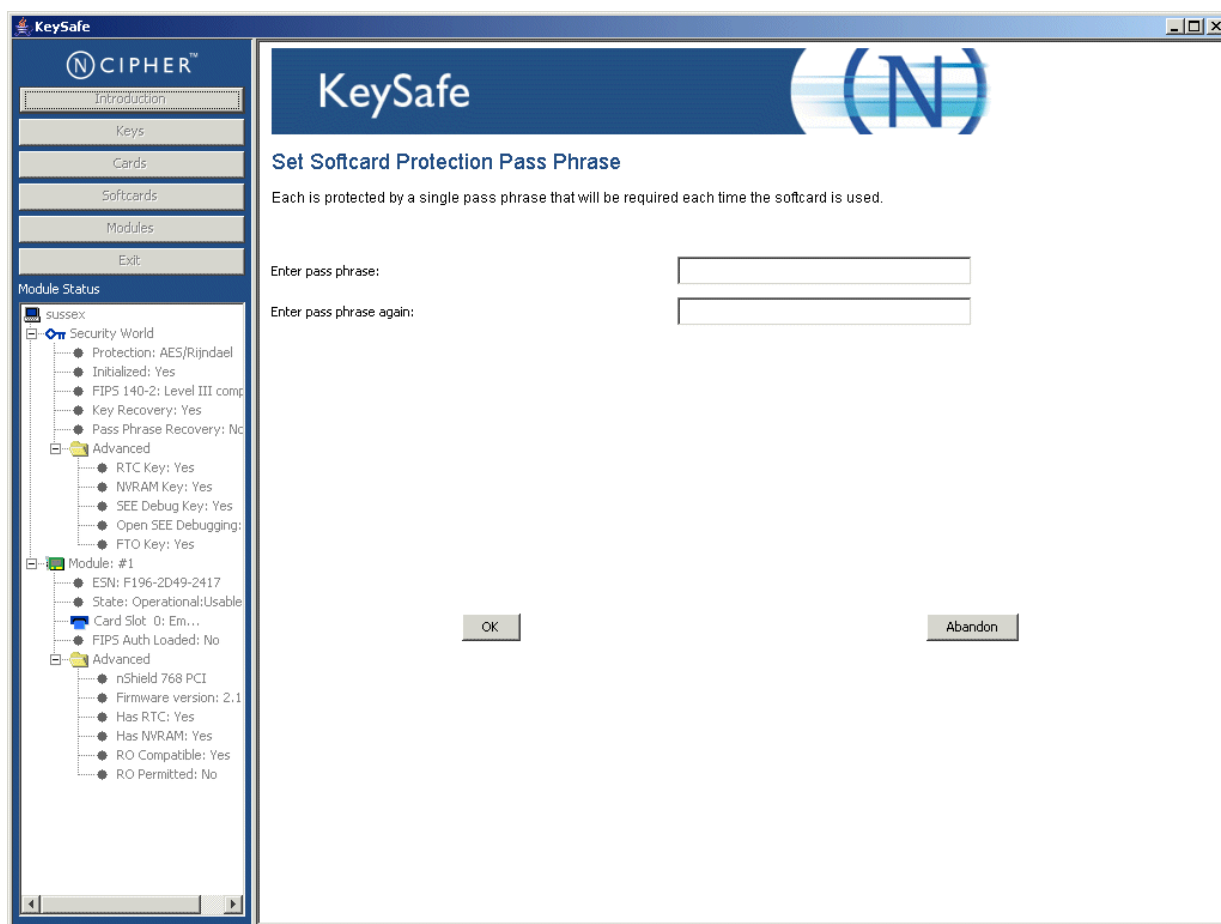 KeySafe
NCIPHER™
Introduction
Keys
Cards
Softcards
Modules
Exit
Module Status
sussex
Security World
Protection: AES/Rijndael
Initialized: Yes
FIPS 140-2: Level III comp
Key Recovery: Yes
Pass Phrase Recovery: No
Advanced
RTC Key: Yes
NVRAM Key: Yes
SEE Debug Key: Yes
Open SEE Debugging:
FTO Key: Yes
Module: #1
ESN: F196-2D49-2417
State: Operational:Usable
Card Slot 0: Em...
FIPS Auth Loaded: No
Advanced
nShield 768 PCI
Firmware version: 2.1
Has RTC: Yes
Has NVRAM: Yes
RO Compatible: Yes
RO Permitted: No
KeySafe
(N)
Set Softcard Protection Pass Phrase
Each is protected by a single pass phrase that will be required each time the softcard is used.
Enter pass phrase:
Enter pass phrase again:
OK
Abandon